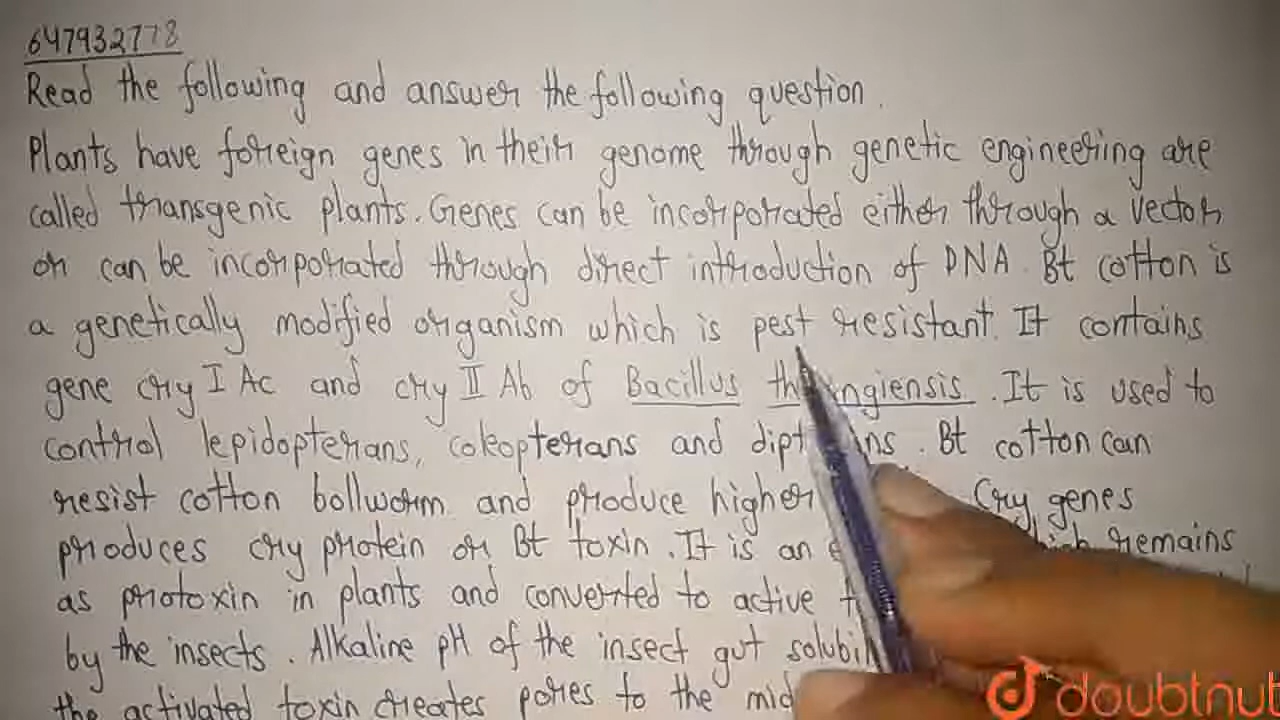 647932778
Read the following and answer the following question.
Plants have foreign genes in their genome through genetic engineering are
called transgenic plants. Genes can be incorporated either through a vector
or can be incorporated through direct introduction of DNA. Bt cotton is
a genetically modified organism which is pest resistant. It contains
gene cry I Ac and cry II Ab of Bacillus . It is used to
control lepidopterans, coleopterans and . Bt cotton can
resist cotton bollworm and produce higher Cry genes
produces cry protein or Bt toxin. It is an remains
as protoxin in plants and converted to active
by the insects. Alkaline pH of the insect gut
the activated toxin creates pores to the
doubtnut